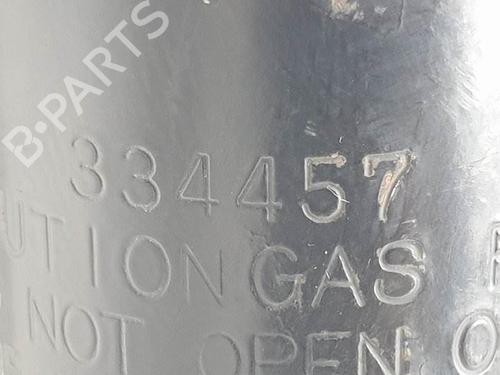 B-PARTS
334457
UTION GAS
NOT OPEN O